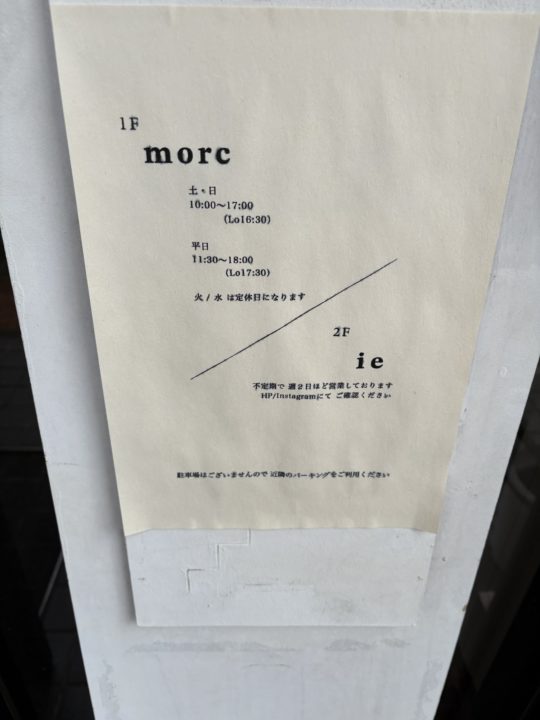 1F
morc
土・日
10:00〜17:00
(Lo16:30)
平日
11:30〜18:00
(Lo17:30)
火 / 水 は定休日になります
2F
ie
不定期で 週2日ほど営業しております
HP/Instagramにて ご確認ください
駐車場はございませんので 近隣のパーキングをご利用ください